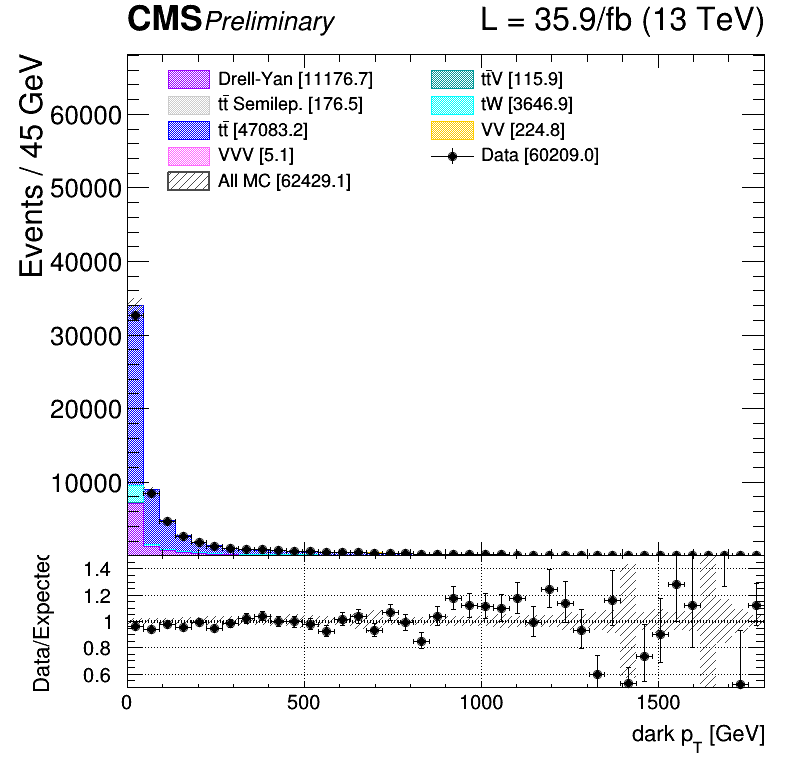 CMS Preliminary L = 35.9/fb (13 TeV)
Events / 45 GeV
Drell-Yan [11176.7]
tt̄ Semilep. [176.5]
tt̄ [47083.2]
VVV [5.1]
All MC [62429.1]
tt̄V [115.9]
tW [3646.9]
VV [224.8]
Data [60209.0]
60000
50000
40000
30000
20000
10000
Data/Expected
1.4
1.2
1
0.8
0.6
0 500 1000 1500
dark p_T [GeV]